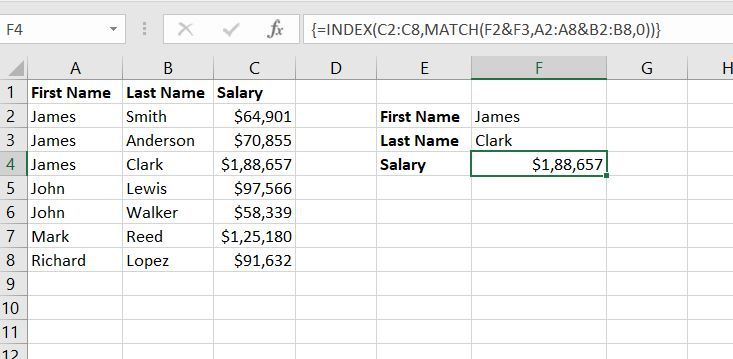 F4 fx {=INDEX(C2:C8,MATCH(F2&F3,A2:A8&B2:B8,0))}
A B C D E F G H
1 First Name Last Name Salary
2 James Smith $64,901 First Name James
3 James Anderson $70,855 Last Name Clark
4 James Clark $1,88,657 Salary $1,88,657
5 John Lewis $97,566
6 John Walker $58,339
7 Mark Reed $1,25,180
8 Richard Lopez $91,632
9
10
11
12